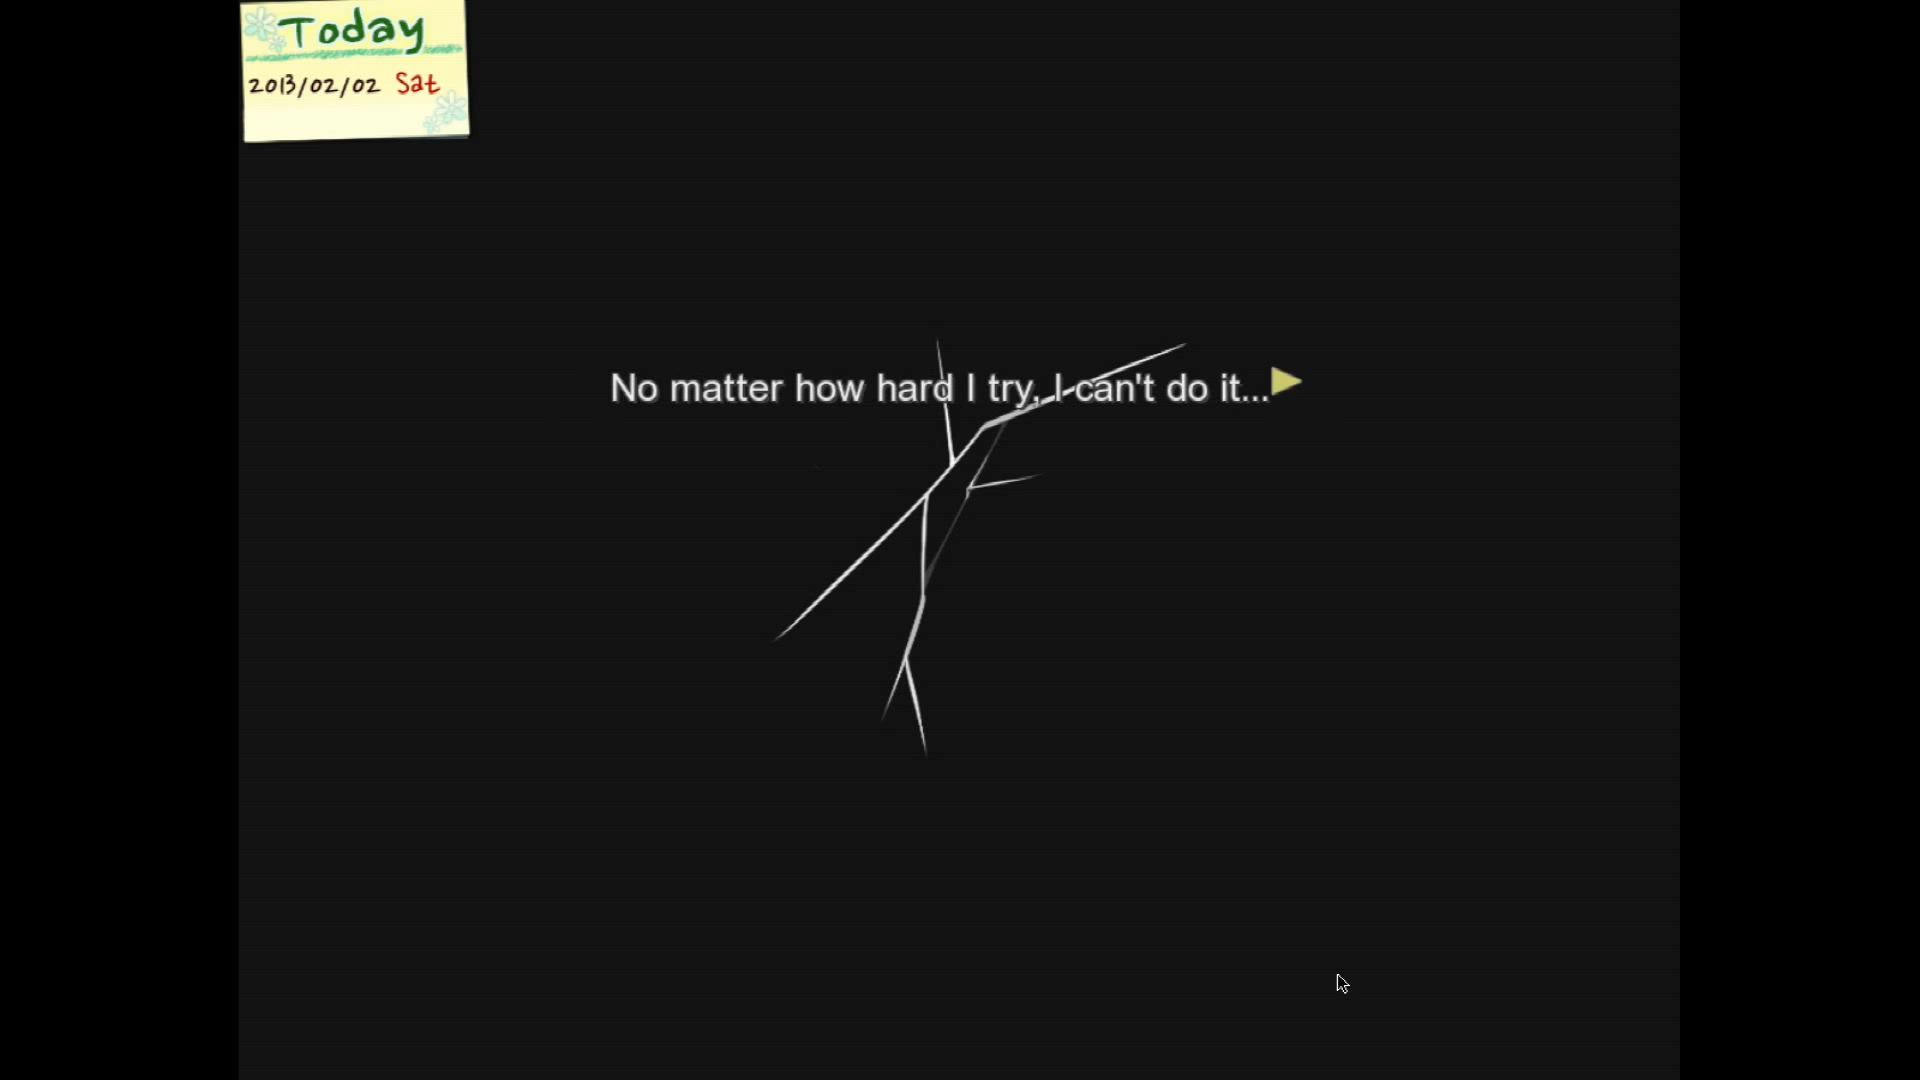 Today
2013/02/02 Sat
No matter how hard I try, I can't do it...